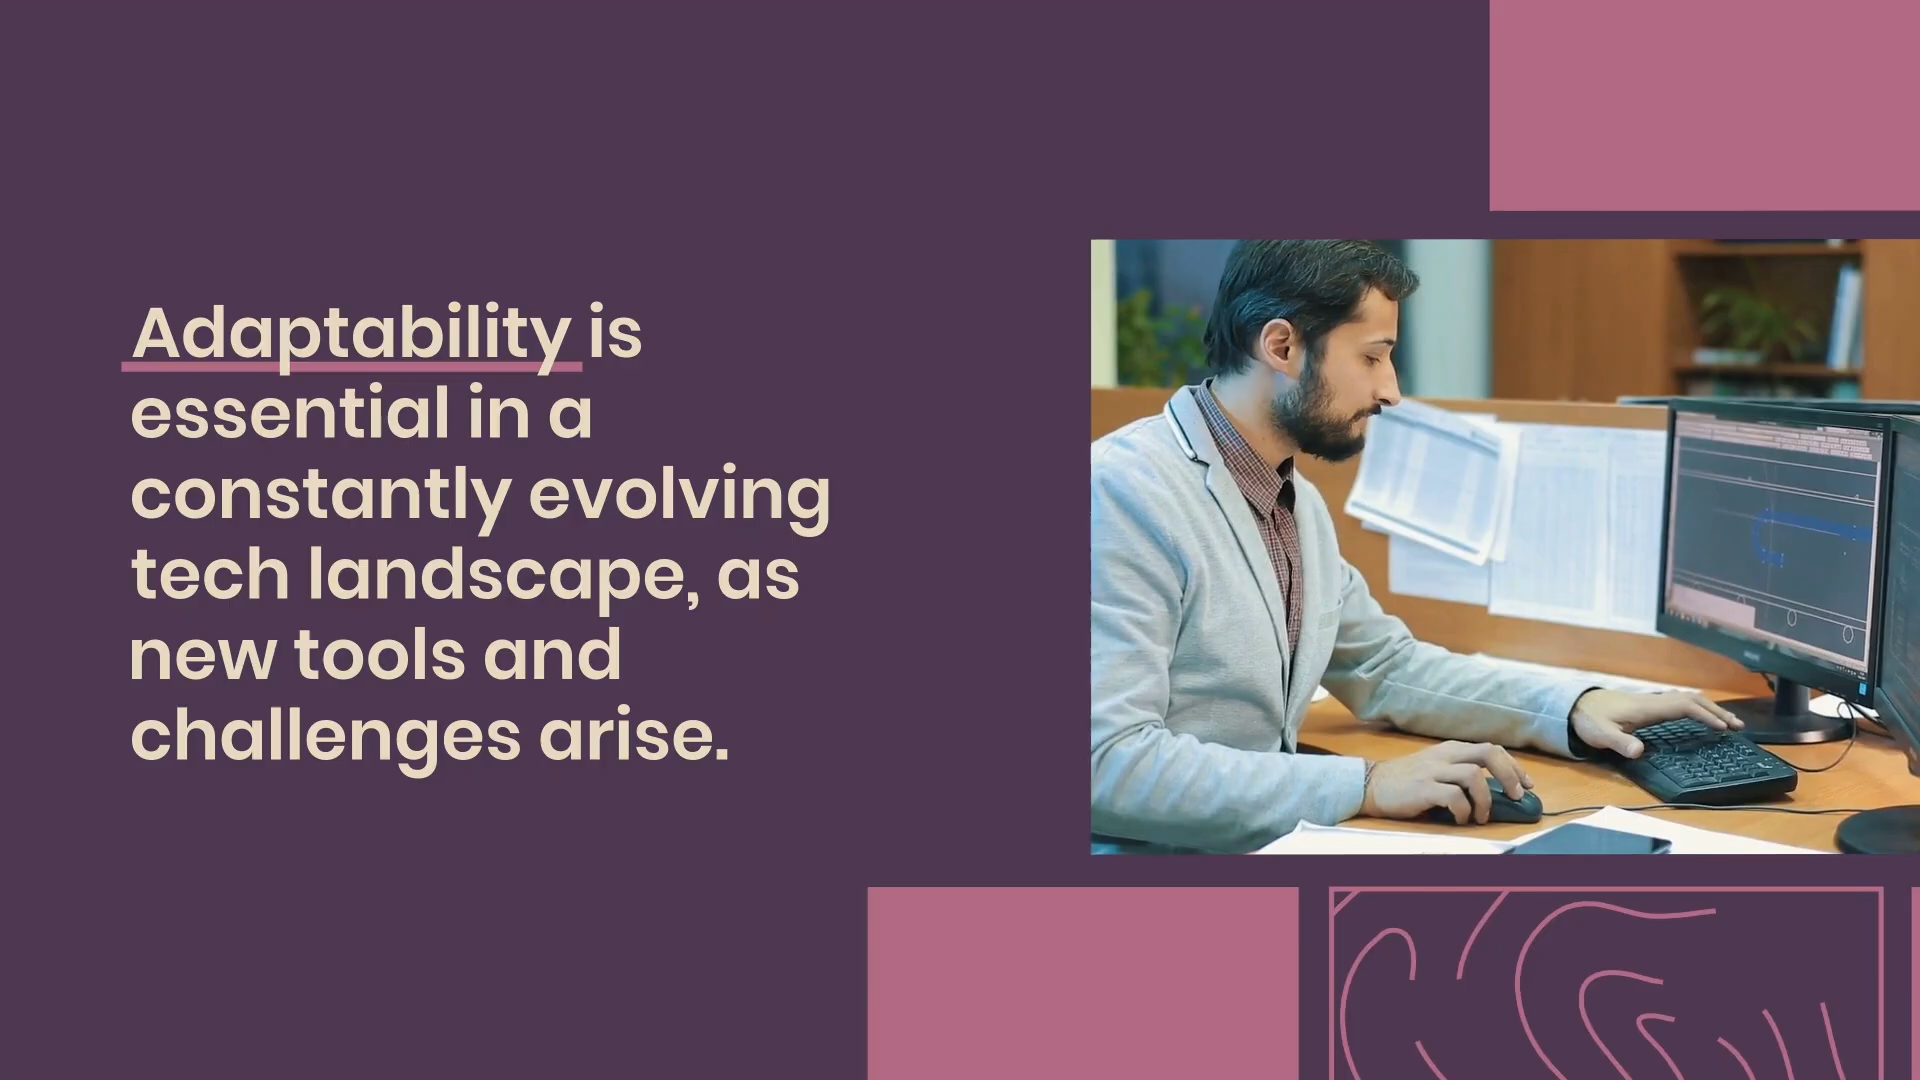 Adaptability is
essential in a
constantly evolving
tech landscape, as
new tools and
challenges arise.